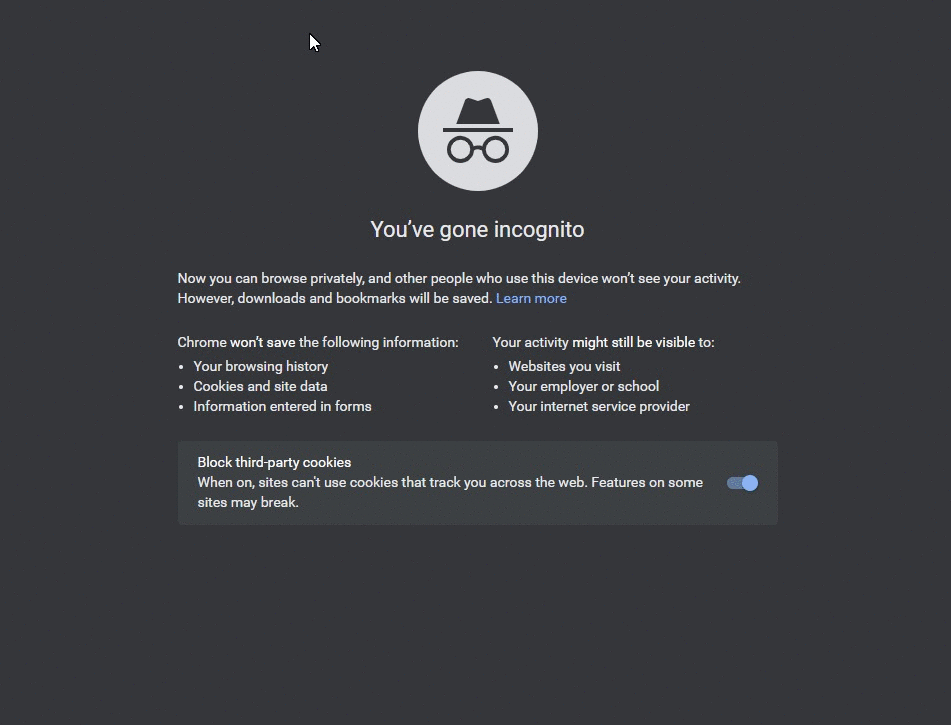 You've gone incognito
Now you can browse privately, and other people who use this device won't see your activity.
However, downloads and bookmarks will be saved. Learn more
Chrome won't save the following information:
• Your browsing history
• Cookies and site data
• Information entered in forms
Your activity might still be visible to:
• Websites you visit
• Your employer or school
• Your internet service provider
Block third-party cookies
When on, sites can't use cookies that track you across the web. Features on some
sites may break.